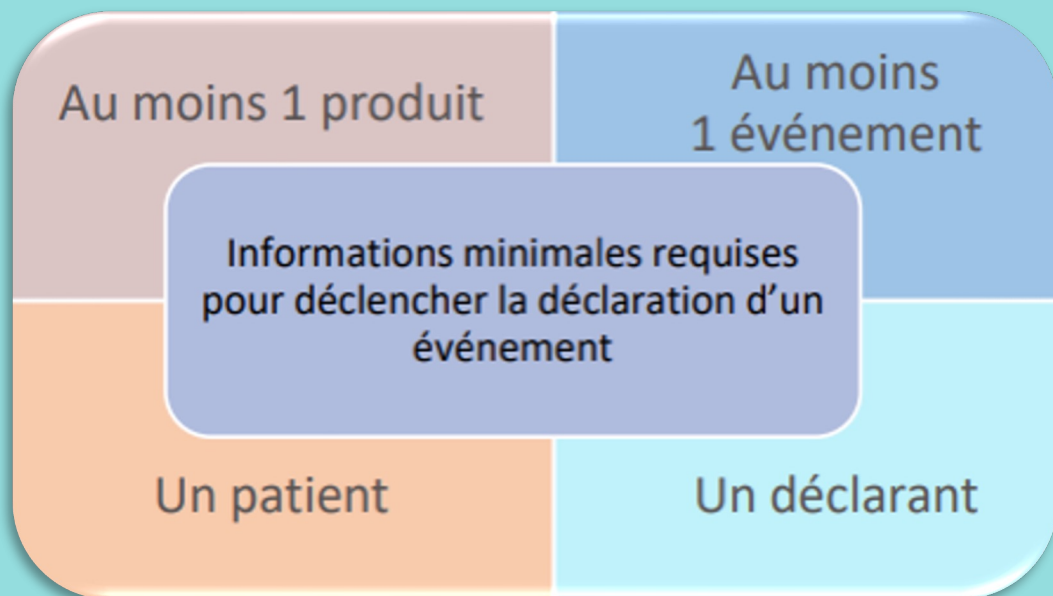 Au moins 1 produit
Au moins
1 événement
Informations minimales requises
pour déclencher la déclaration d’un
événement
Un patient
Un déclarant